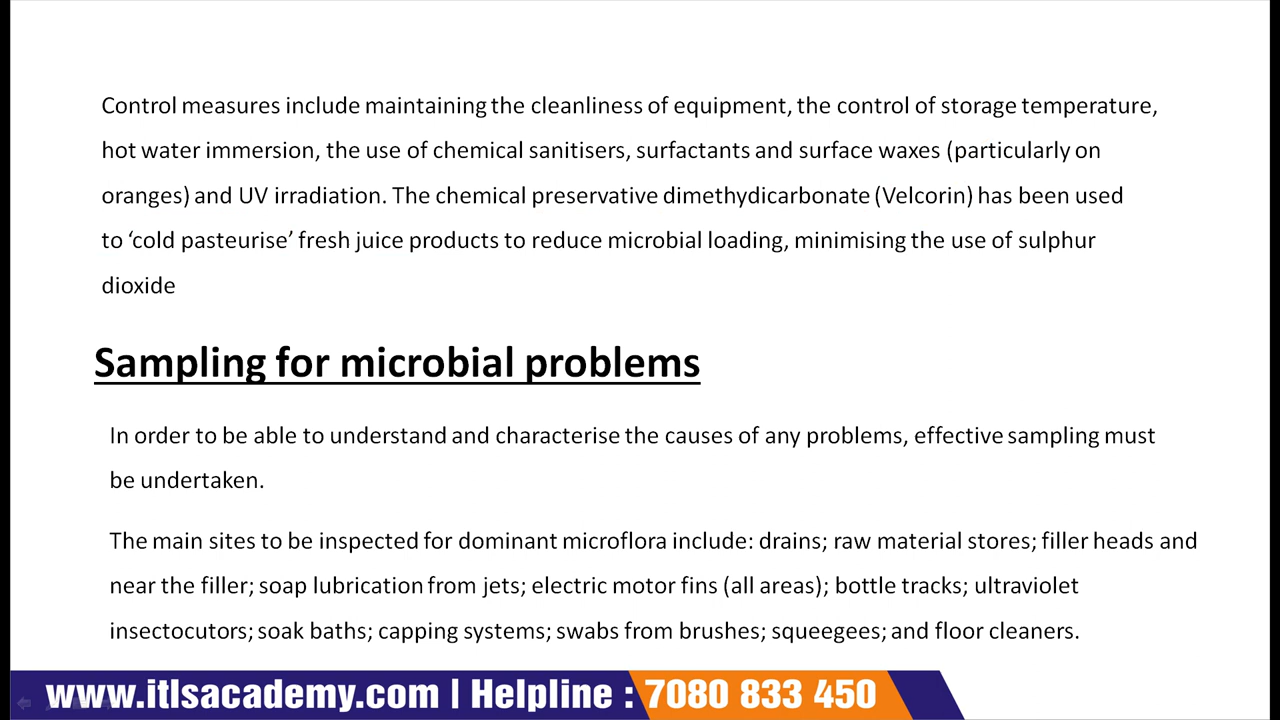 Control measures include maintaining the cleanliness of equipment, the control of storage temperature,
hot water immersion, the use of chemical sanitisers, surfactants and surface waxes (particularly on
oranges) and UV irradiation. The chemical preservative dimethydicarbonate (Velcorin) has been used
to ‘cold pasteurise’ fresh juice products to reduce microbial loading, minimising the use of sulphur
dioxide
Sampling for microbial problems
In order to be able to understand and characterise the causes of any problems, effective sampling must
be undertaken.
The main sites to be inspected for dominant microflora include: drains; raw material stores; filler heads and
near the filler; soap lubrication from jets; electric motor fins (all areas); bottle tracks; ultraviolet
insectocutors; soak baths; capping systems; swabs from brushes; squeegees; and floor cleaners.
www.itlsacademy.com | Helpline : 7080 833 450